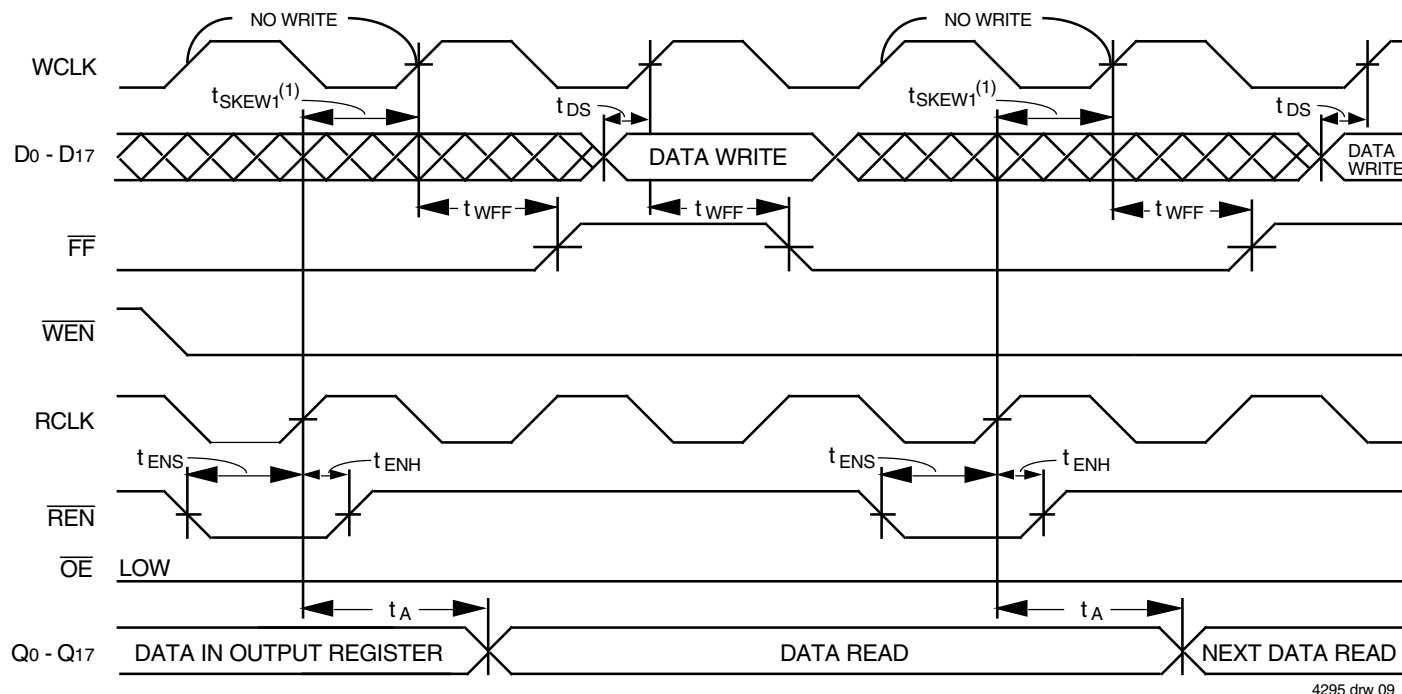 NO WRITE
NO WRITE
WCLK
tSKEW1(1)
tDS
tSKEW1(1)
tDS
D0 - D17
DATA WRITE
DATA
WRITE
tWFF
tWFF
tWFF
FF
WEN
RCLK
tENS
tENH
tENS
tENH
REN
OE
LOW
tA
tA
Q0 - Q17
DATA IN OUTPUT REGISTER
DATA READ
NEXT DATA READ
4295 drw 09